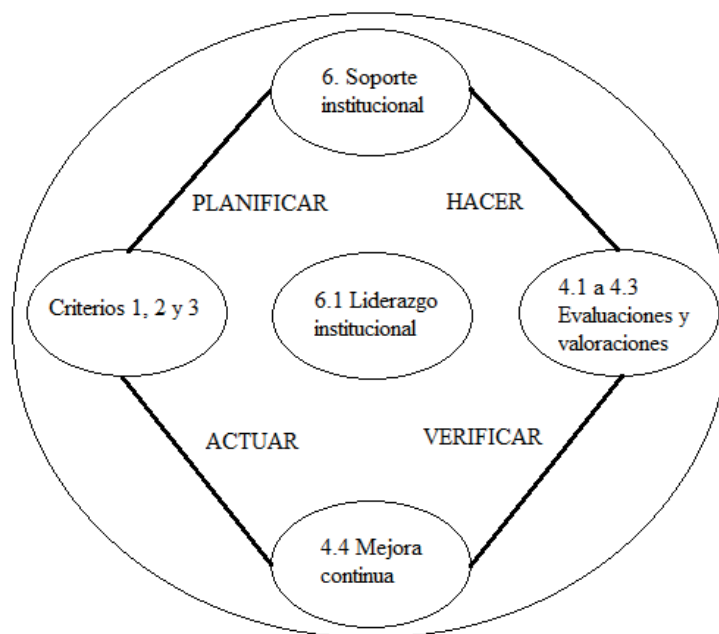 6. Soporte
institucional
PLANIFICAR
HACER
Criterios 1, 2 y 3
6.1 Liderazgo
institucional
4.1 a 4.3
Evaluaciones y
valoraciones
ACTUAR
VERIFICAR
4.4 Mejora
continua